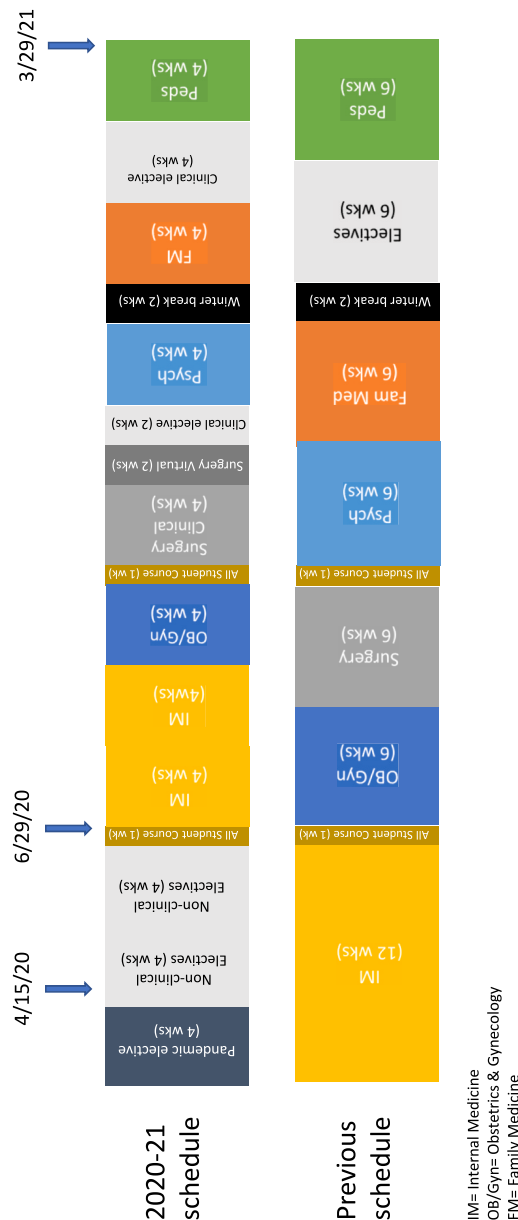 4/15/20
6/29/20
3/29/21
2020-21
schedule
Pandemic elective
(4 wks)
Non-clinical
Electives (4 wks)
Non-clinical
Electives (4 wks)
All Student Course (1 wk)
IM
(4 wks)
IM
(4wks)
OB/Gyn
(4 wks)
All Student Course (1 wk)
Surgery
Clinical
(4 wks)
Surgery Virtual (2 wks)
Clinical elective (2 wks)
Psych
(4 wks)
Winter break (2 wks)
FM
(4 wks)
Clinical elective
(4 wks)
Peds
(4 wks)
Previous
schedule
IM
(12 wks)
All Student Course (1 wk)
OB/Gyn
(6 wks)
Surgery
(6 wks)
All Student Course (1 wk)
Psych
(6 wks)
Fam Med
(6 wks)
Winter break (2 wks)
Electives
(6 wks)
Peds
(6 wks)
IM= Internal Medicine
OB/Gyn= Obstetrics & Gynecology
FM= Family Medicine